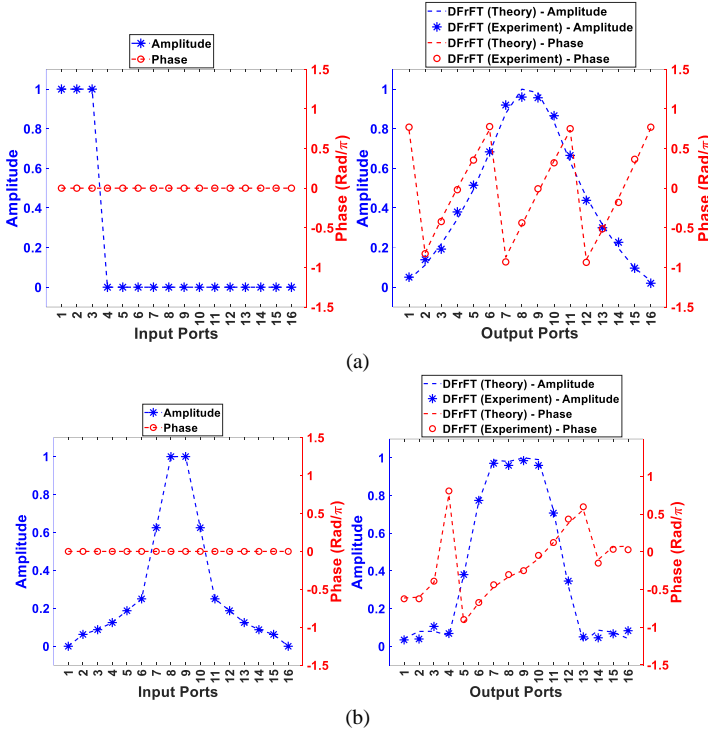 Amplitude
Phase
1
0.8
0.6
0.4
0.2
0
Amplitude
1.5
1
0.5
0
-0.5
-1
-1.5
Phase (Rad/π)
1 2 3 4 5 6 7 8 9 10 11 12 13 14 15 16
Input Ports
DFrFT (Theory) - Amplitude
DFrFT (Experiment) - Amplitude
DFrFT (Theory) - Phase
DFrFT (Experiment) - Phase
1
0.8
0.6
0.4
0.2
0
Amplitude
1.5
1
0.5
0
-0.5
-1
-1.5
Phase (Rad/π)
1 2 3 4 5 6 7 8 9 10 11 12 13 14 15 16
Output Ports
(a)
Amplitude
Phase
1
0.8
0.6
0.4
0.2
0
Amplitude
1.5
1
0.5
0
-0.5
-1
-1.5
Phase (Rad/π)
1 2 3 4 5 6 7 8 9 10 11 12 13 14 15 16
Input Ports
DFrFT (Theory) - Amplitude
DFrFT (Experiment) - Amplitude
DFrFT (Theory) - Phase
DFrFT (Experiment) - Phase
1
0.8
0.6
0.4
0.2
0
Amplitude
1
0.5
0
-0.5
-1
-1.5
Phase (Rad/π)
1 2 3 4 5 6 7 8 9 10 11 12 13 14 15 16
Output Ports
(b)